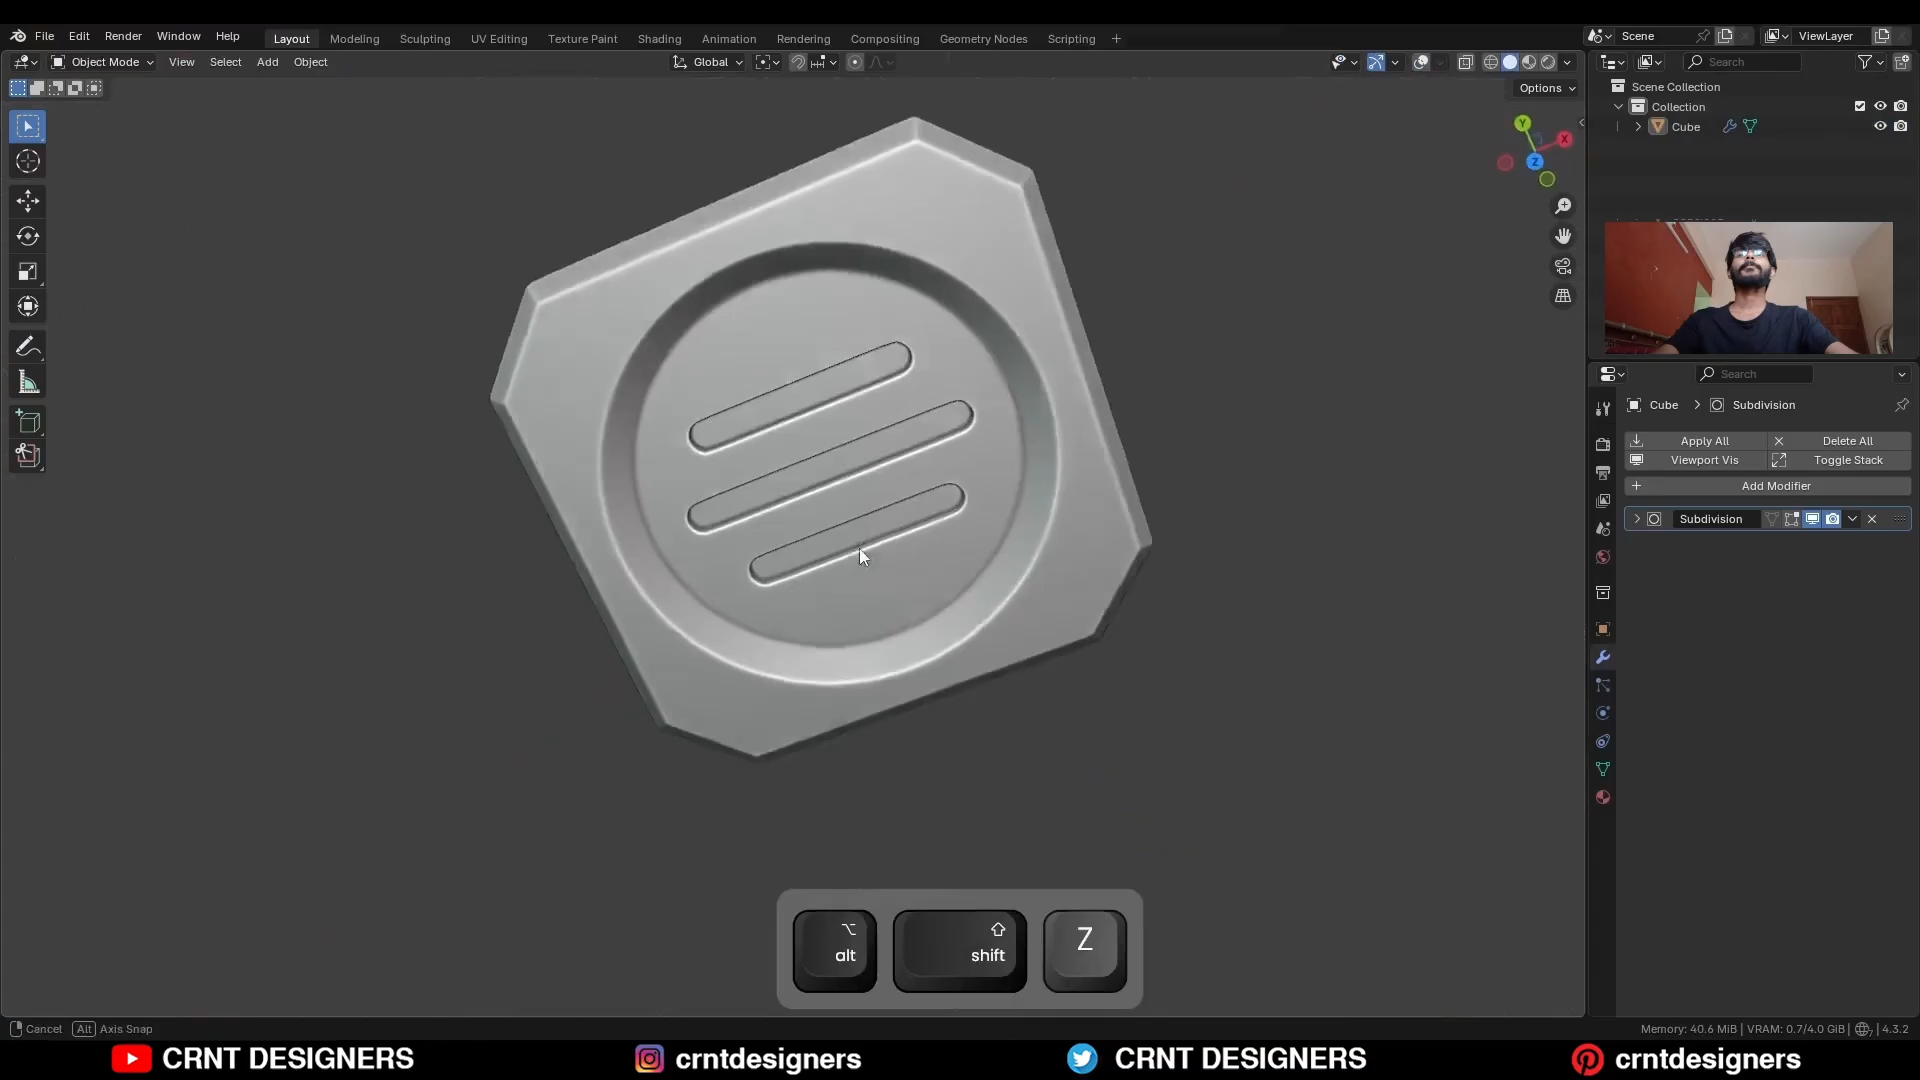 File Edit Render Window Help
Layout Modeling Sculpting UV Editing Texture Paint Shading Animation Rendering Compositing Geometry Nodes Scripting +
Scene
ViewLayer
Object Mode View Select Add Object
Global
Search
Options
Scene Collection
Collection
Cube
Y
X
Z
Search
Cube > Subdivision
Apply All
Delete All
Viewport Vis
Toggle Stack
Add Modifier
Subdivision
alt
shift
Z
Cancel Alt Axis Snap
Memory: 40.6 MiB | VRAM: 0.7/4.0 GiB | 4.3.2
CRNT DESIGNERS
crntdesigners
CRNT DESIGNERS
crntdesigners